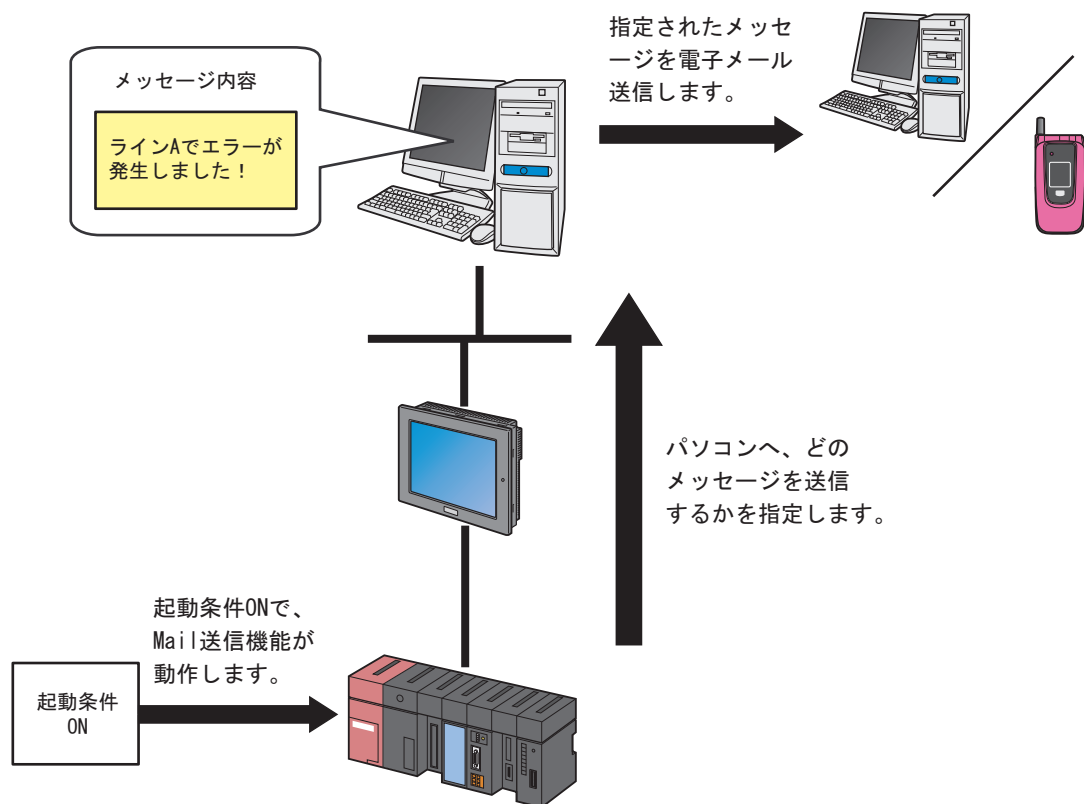 指定されたメッセ
ージを電子メール
送信します。
メッセージ内容
ラインAでエラーが
発生しました！
パソコンへ、どの
メッセージを送信
するかを指定します。
起動条件ONで、
Mail送信機能が
動作します。
起動条件
ON